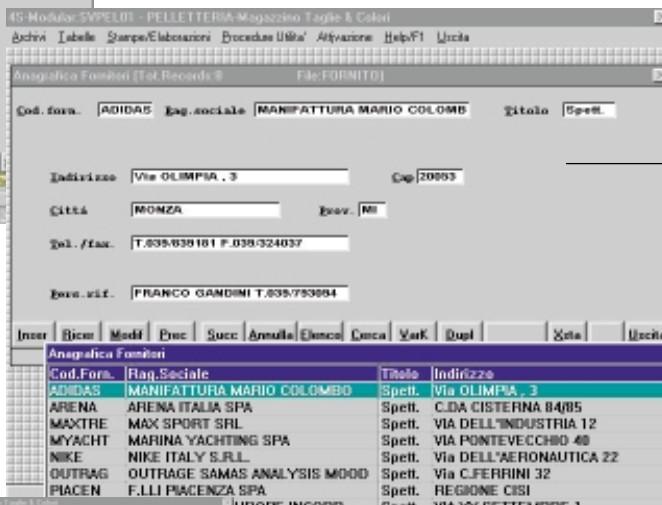 4S-Modular:SVPEL01 - PELLETTERIA-Magazzino Taglie & Colori
Archivi Tabelle Stampe/Elaborazioni Procedure Utilita' Attivazione Help/F1 Uscita
Anagrafica Fornitori (Tot.Records:8 File:FORNITO)
Cod.forn. ADIDAS Rag.sociale MANIFATTURA MARIO COLOMB Titolo Spett.
Indirizzo Via OLIMPIA , 3 Cap 20053
Città MONZA Prov. MI
Tel./fax. T.039/839181 F.039/324037
Pers.rif. FRANCO GANDINI T.039/793084
Inser Ricer Modif Prec Succ Annulla Elenco Cerca VarK Dupl Xsta Uscita
Anagrafica Fornitori
Cod.Forn. Rag.Sociale Titolo Indirizzo
ADIDAS MANIFATTURA MARIO COLOMBO Spett. Via OLIMPIA , 3
ARENA ARENA ITALIA SPA Spett. C.DA CISTERNA 84/85
MAXTRE MAX SPORT SRL Spett. VIA DELL'INDUSTRIA 12
MYACHT MARINA YACHTING SPA Spett. VIA PONTEVECCHIO 40
NIKE NIKE ITALY S.R.L. Spett. VIA DELL'AERONAUTICA 22
OUTRAG OUTRAGE SAMAS ANALYSIS MOOD Spett. Via C.FERRINI 32
PIACEN F.LLI PIACENZA SPA Spett. REGIONE CISI